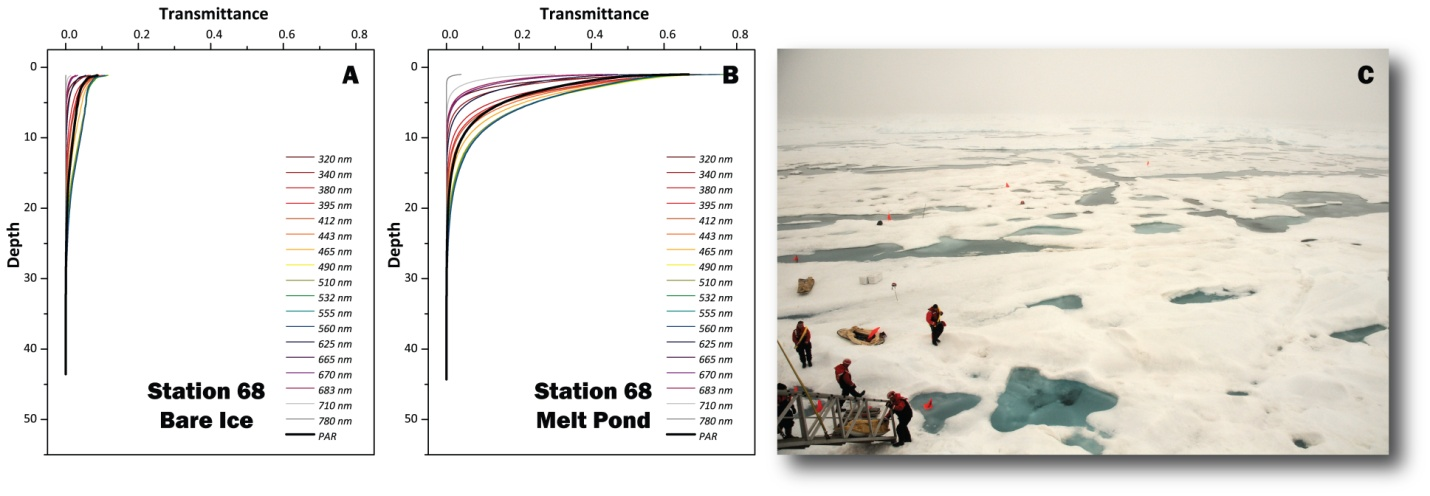 Transmittance
0.0 0.2 0.4 0.6 0.8
A
0
10
20
30
40
50
Depth
320 nm
340 nm
380 nm
395 nm
412 nm
443 nm
465 nm
490 nm
510 nm
532 nm
555 nm
560 nm
625 nm
665 nm
670 nm
683 nm
710 nm
780 nm
PAR
Station 68
Bare Ice
Transmittance
0.0 0.2 0.4 0.6 0.8
B
0
10
20
30
40
50
Depth
320 nm
340 nm
380 nm
395 nm
412 nm
443 nm
465 nm
490 nm
510 nm
532 nm
555 nm
560 nm
625 nm
665 nm
670 nm
683 nm
710 nm
780 nm
PAR
Station 68
Melt Pond
C